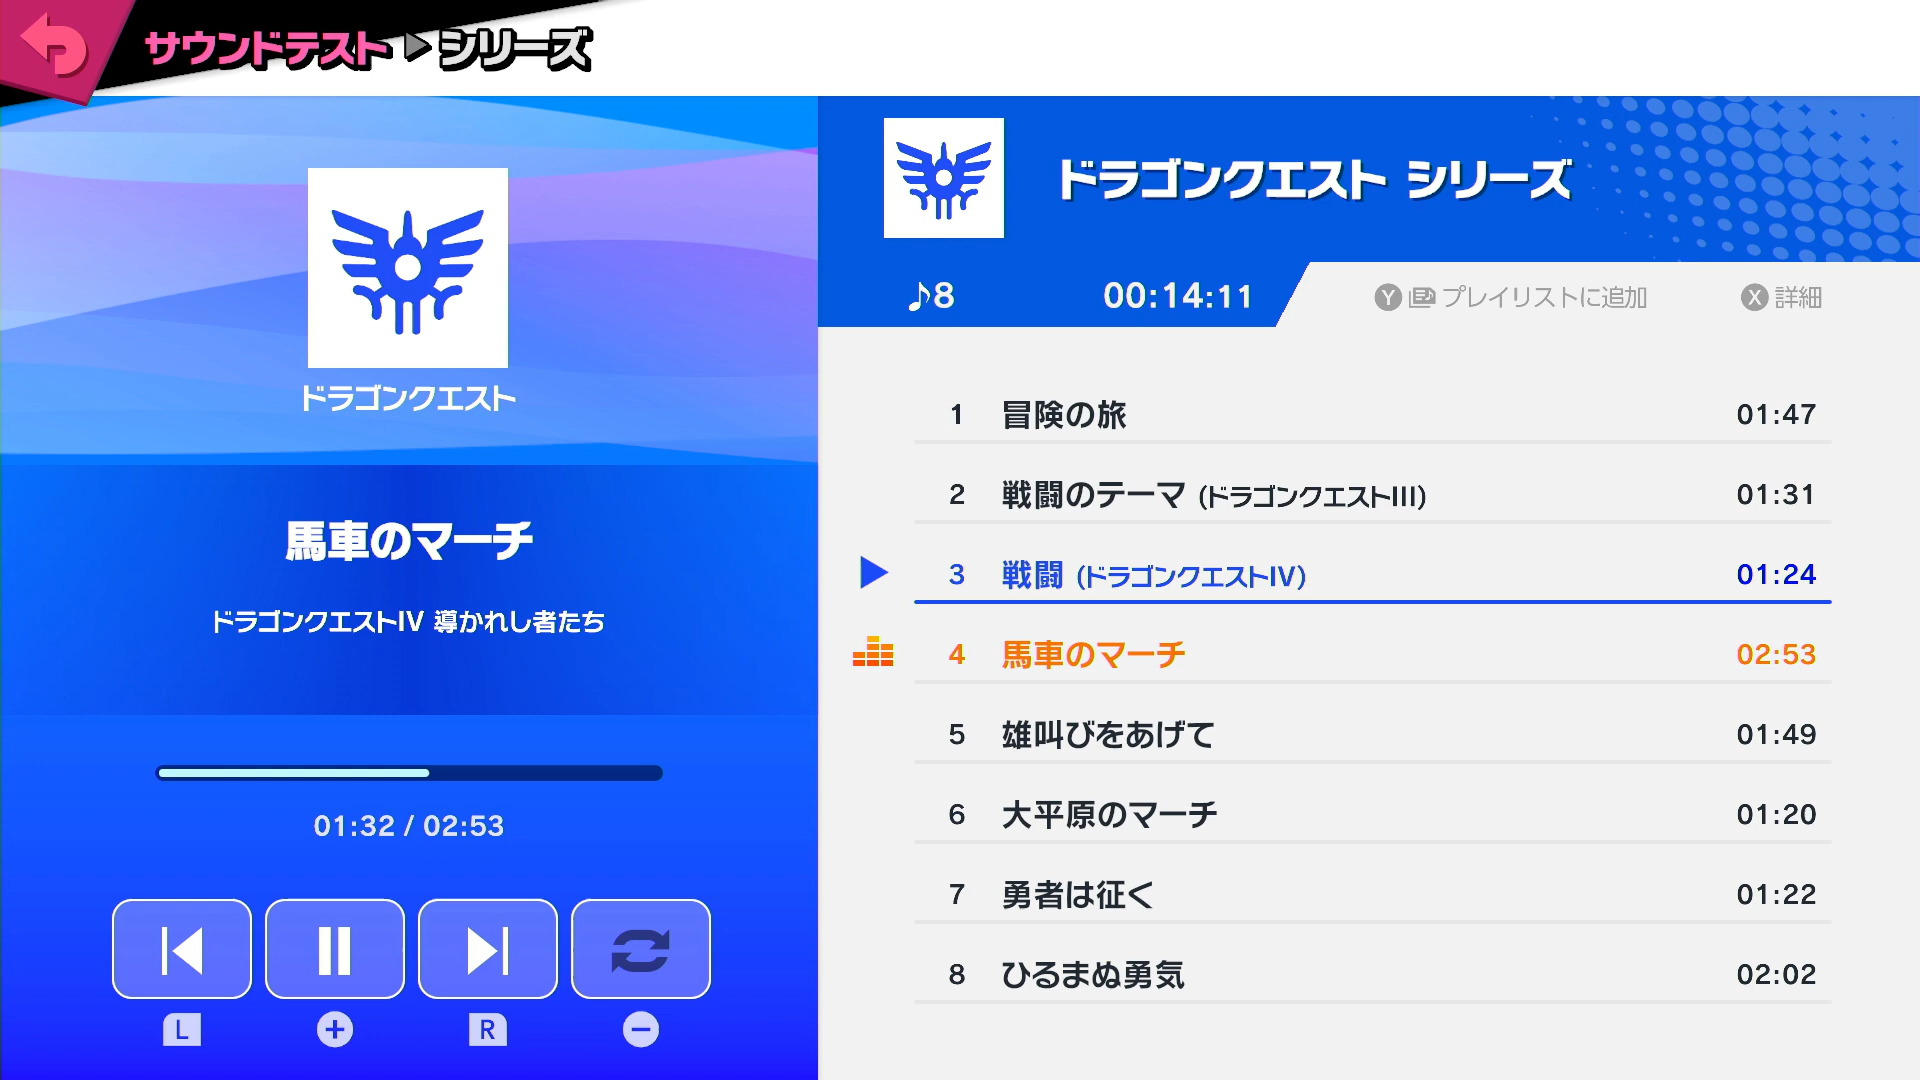 サウンドテスト▶シリーズ
ドラゴンクエスト
馬車のマーチ
ドラゴンクエストIV 導かれし者たち
01:32 / 02:53
L + R −
ドラゴンクエスト シリーズ
♪8 00:14:11
Y プレイリストに追加 X 詳細
1 冒険の旅 01:47
2 戦闘のテーマ (ドラゴンクエストIII) 01:31
3 戦闘 (ドラゴンクエストIV) 01:24
4 馬車のマーチ 02:53
5 雄叫びをあげて 01:49
6 大平原のマーチ 01:20
7 勇者は征く 01:22
8 ひるまぬ勇気 02:02